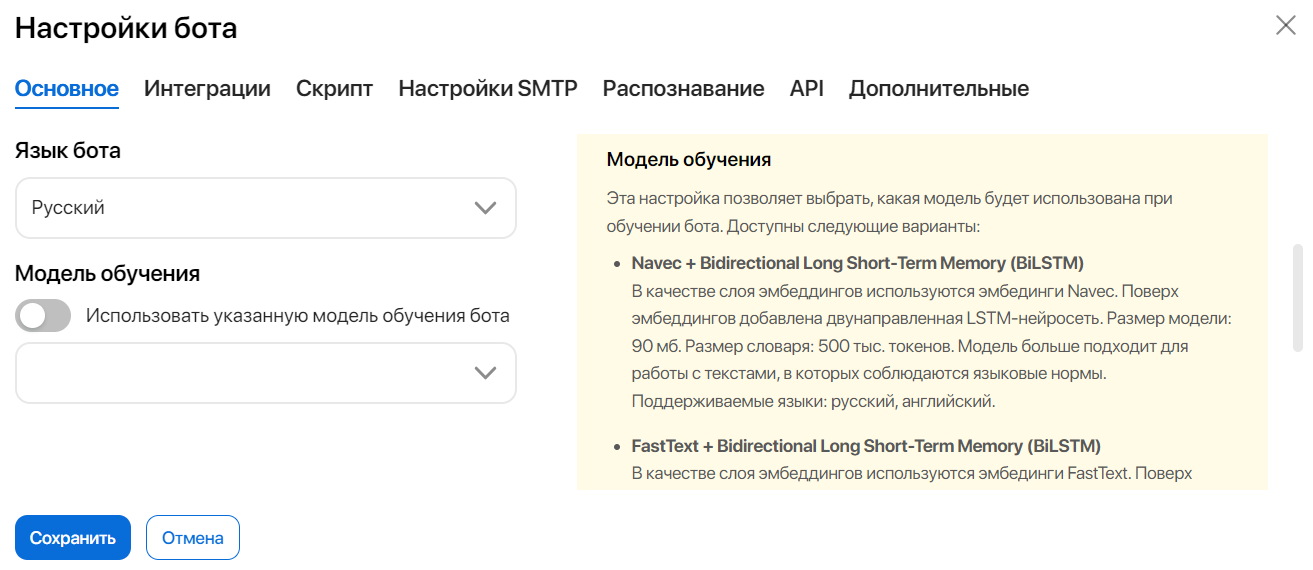 Настройки бота
Основное Интеграции Скрипт Настройки SMTP Распознавание API Дополнительные
Язык бота
Русский
Модель обучения
Использовать указанную модель обучения бота
Модель обучения
Эта настройка позволяет выбрать, какая модель будет использована при
обучении бота. Доступны следующие варианты:
• Navec + Bidirectional Long Short-Term Memory (BiLSTM)
В качестве слоя эмбеддингов используются эмбединги Navec. Поверх
эмбеддингов добавлена двунаправленная LSTM-нейросеть. Размер модели:
90 мб. Размер словаря: 500 тыс. токенов. Модель больше подходит для
работы с текстами, в которых соблюдаются языковые нормы.
Поддерживаемые языки: русский, английский.
• FastText + Bidirectional Long Short-Term Memory (BiLSTM)
В качестве слоя эмбеддингов используются эмбединги FastText. Поверх
Сохранить Отмена